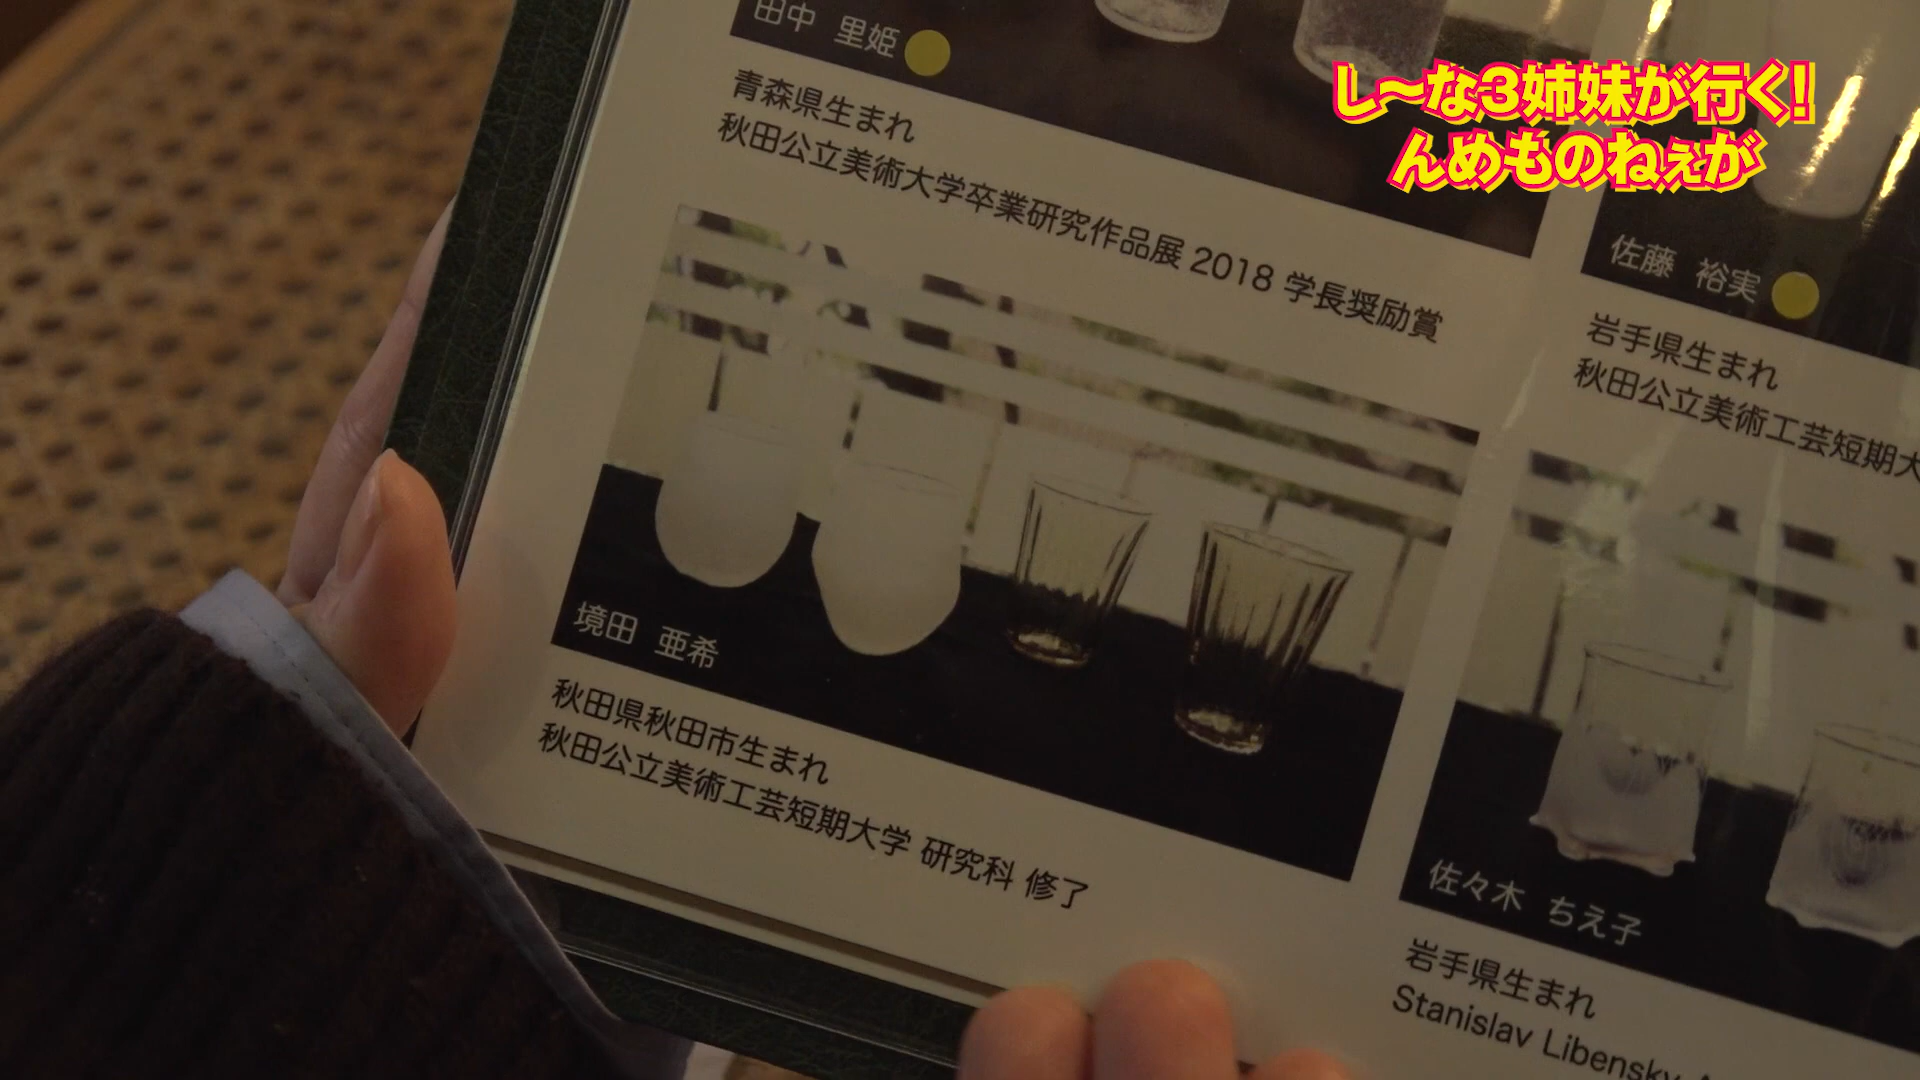 し〜な3姉妹が行く！
んめものねぇが
田中 里姫
青森県生まれ
秋田公立美術大学卒業研究作品展 2018 学長奨励賞
境田 亜希
秋田県秋田市生まれ
秋田公立美術工芸短期大学 研究科 修了
佐藤 裕実
岩手県生まれ
秋田公立美術工芸短期大
佐々木 ちえ子
岩手県生まれ
Stanislav Libensky